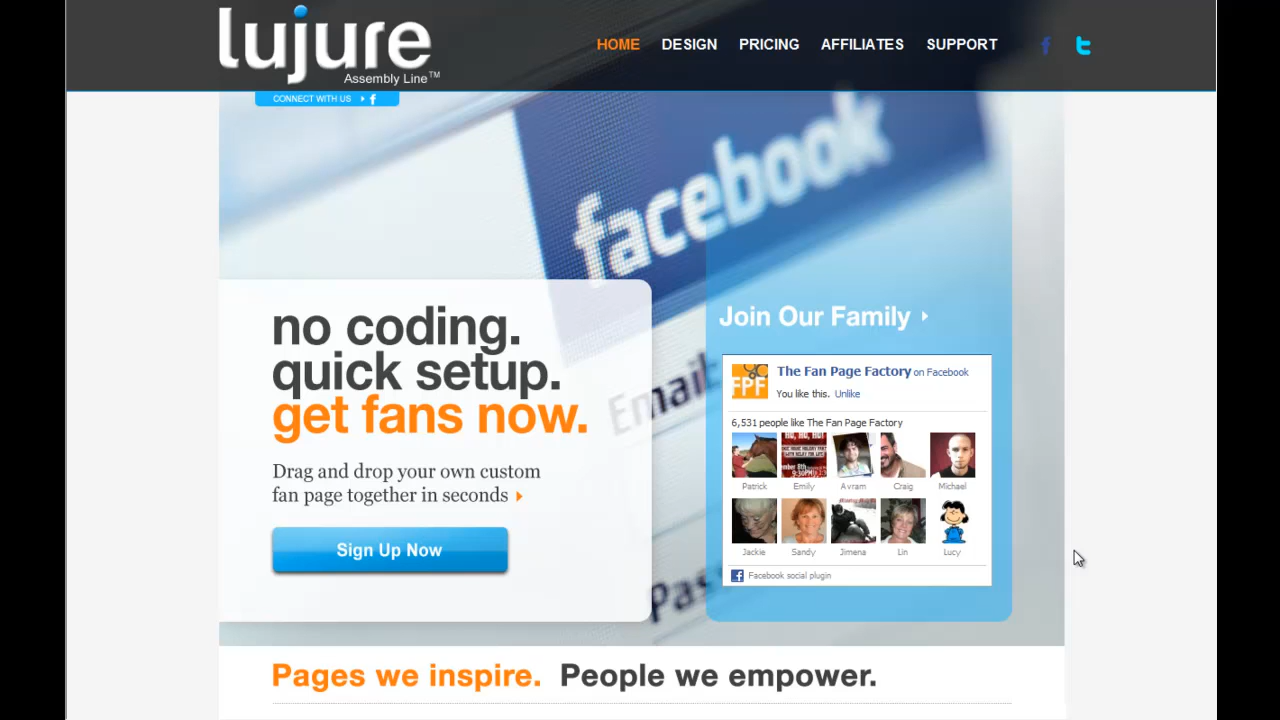 lujure
Assembly Line™
HOME DESIGN PRICING AFFILIATES SUPPORT
CONNECT WITH US
facebook
no coding.
quick setup.
get fans now.
Drag and drop your own custom
fan page together in seconds
Sign Up Now
Email
Pas
Join Our Family
FPF
The Fan Page Factory on Facebook
You like this. Unlike
6,531 people like The Fan Page Factory
Patrick Emily Avram Craig Michael
Jackie Sandy Jimena Lin Lucy
Facebook social plugin
Pages we inspire. People we empower.